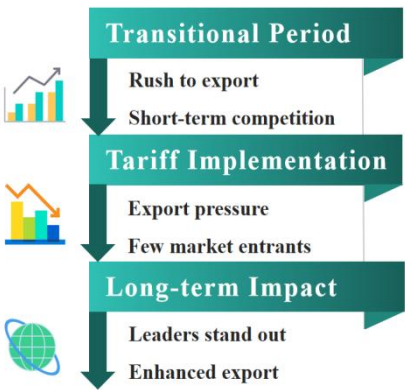 Transitional Period
Rush to export
Short-term competition
Tariff Implementation
Export pressure
Few market entrants
Long-term Impact
Leaders stand out
Enhanced export